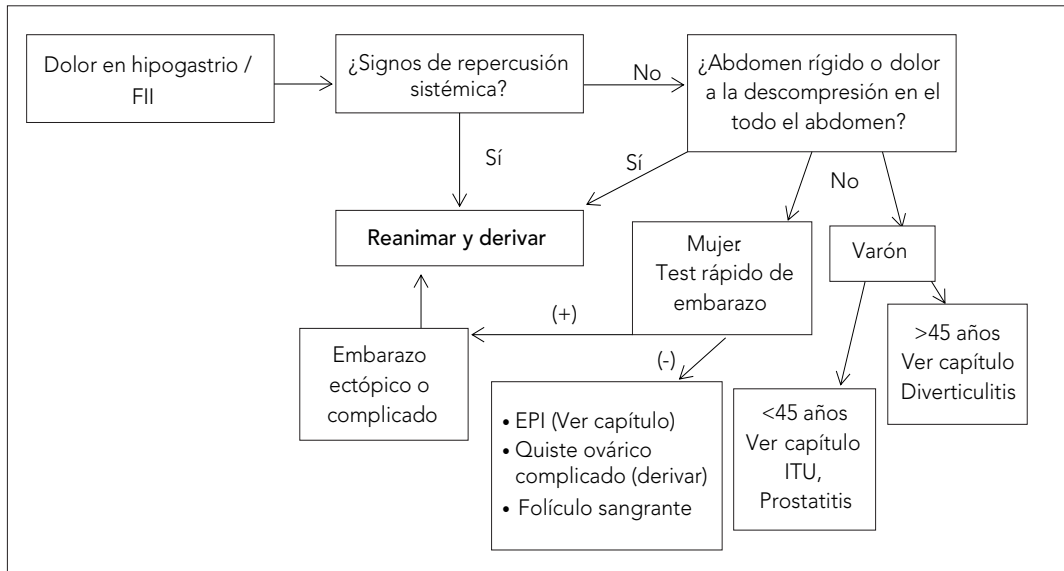 Dolor en hipogastrio /
FII
¿Signos de repercusión
sistémica?
No
¿Abdomen rígido o dolor
a la descompresión en el
todo el abdomen?
Sí
Sí
No
Reanimar y derivar
Mujer:
Test rápido de
embarazo
Varón
(+)
(-)
Embarazo
ectópico o
complicado
>45 años
Ver capítulo
Diverticulitis
<45 años
Ver capítulo
ITU,
Prostatitis
• EPI (Ver capítulo)
• Quiste ovárico
complicado (derivar)
• Folículo sangrante